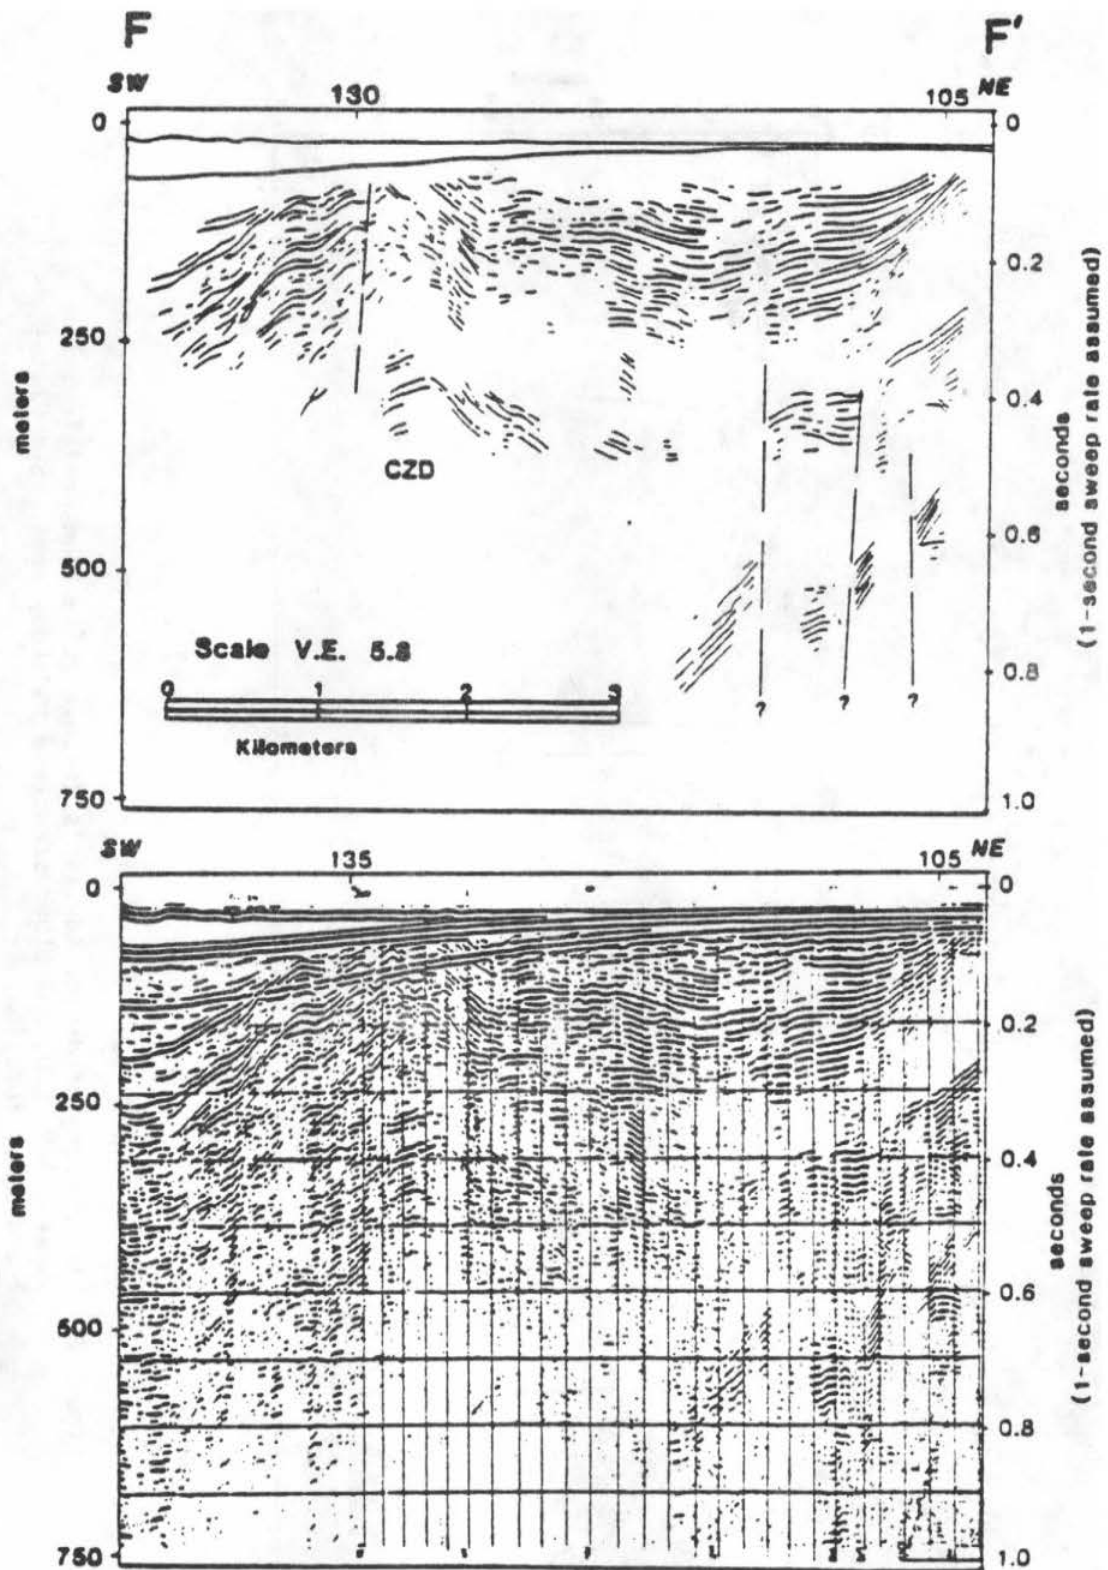 F F'
SW 130 105 NE
0 0
0.2
250
0.4
meters
seconds
(1-second sweep rate assumed)
CZD
0.6
500
Scale V.E. 5.8
0.8
0 1 2 3
? ? ?
Kilometers
750 1.0
SW 135 105 NE
0 0
0.2
250
0.4
meters
seconds
(1-second sweep rate assumed)
0.6
500
0.8
750 1.0